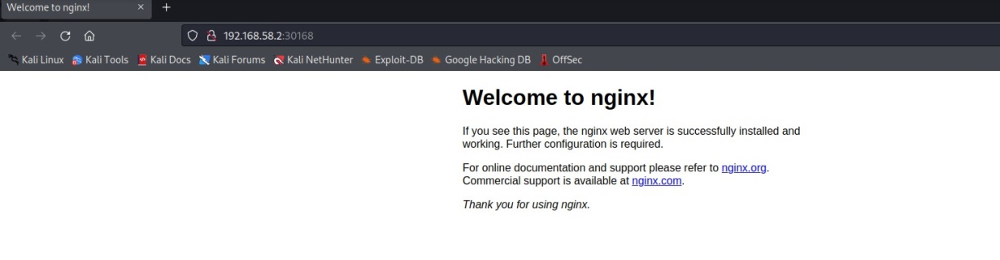 Welcome to nginx!
192.168.58.2:30168
Kali Linux Kali Tools Kali Docs Kali Forums Kali NetHunter Exploit-DB Google Hacking DB OffSec
Welcome to nginx!
If you see this page, the nginx web server is successfully installed and
working. Further configuration is required.
For online documentation and support please refer to nginx.org.
Commercial support is available at nginx.com.
Thank you for using nginx.